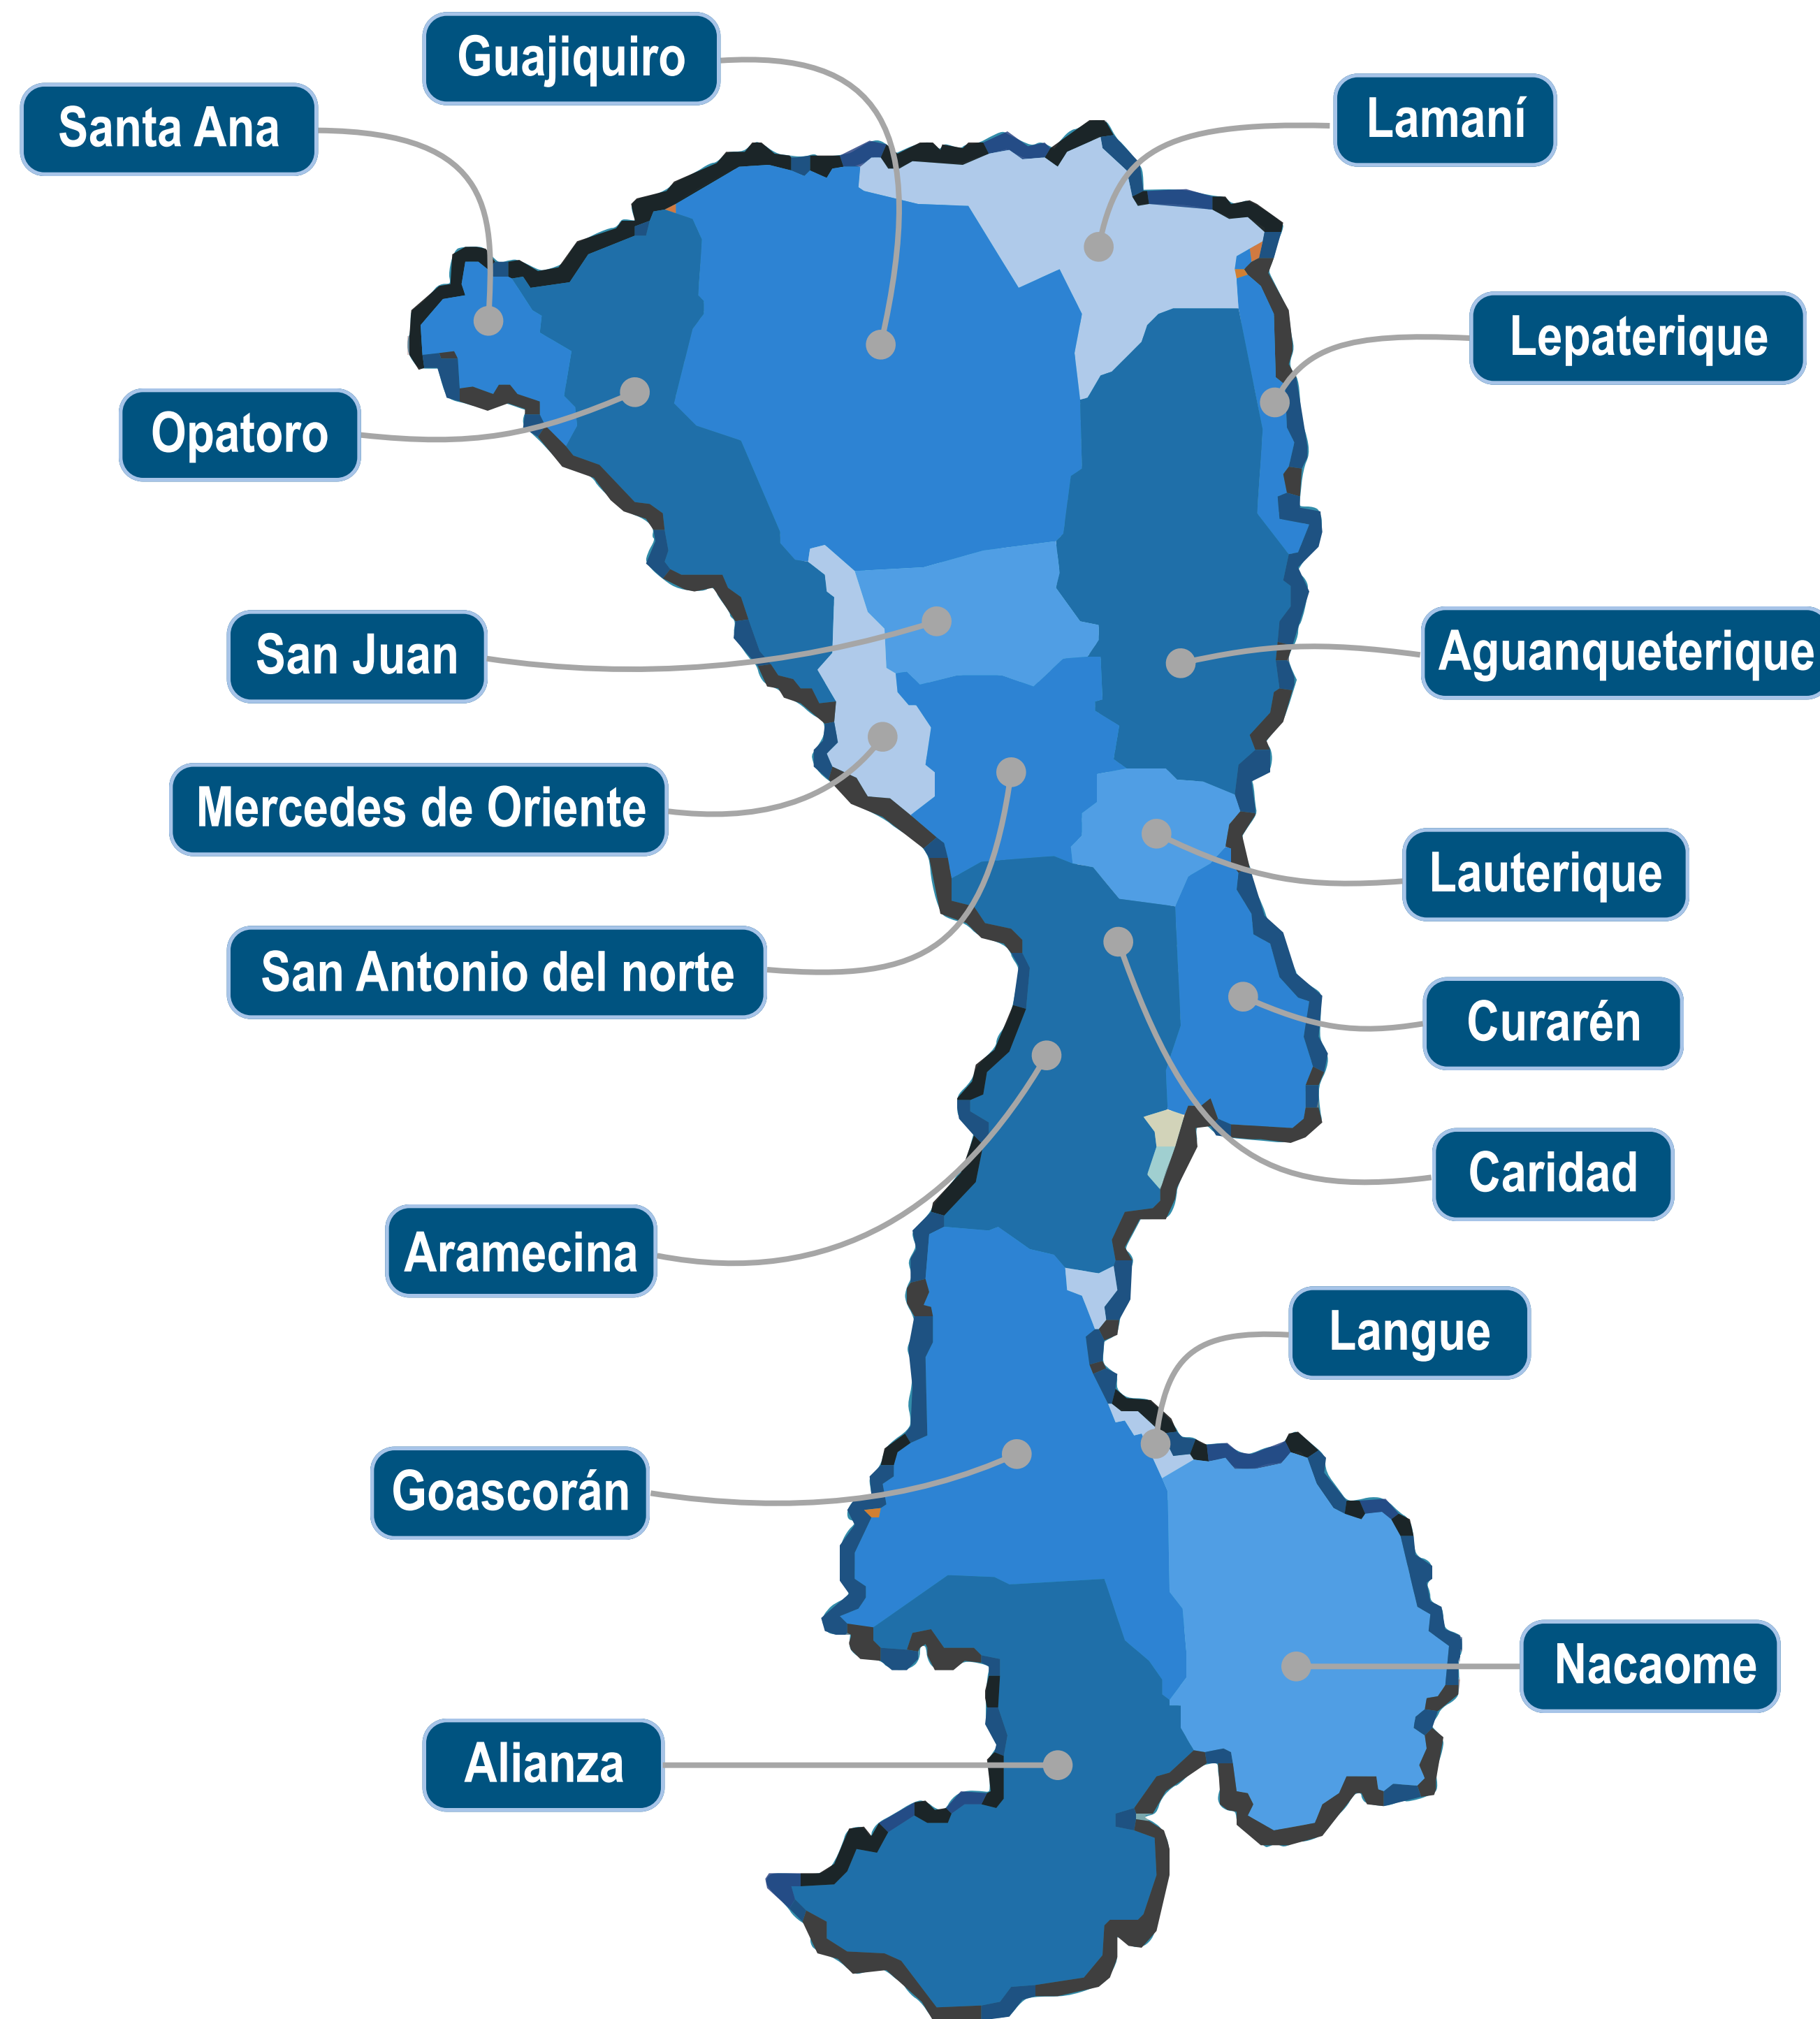 Guajiquiro
Santa Ana
Lamaní
Lepaterique
Opatoro
San Juan
Aguanqueterique
Mercedes de Oriente
Lauterique
San Antonio del norte
Curarén
Caridad
Aramecina
Langue
Goascorán
Nacaome
Alianza